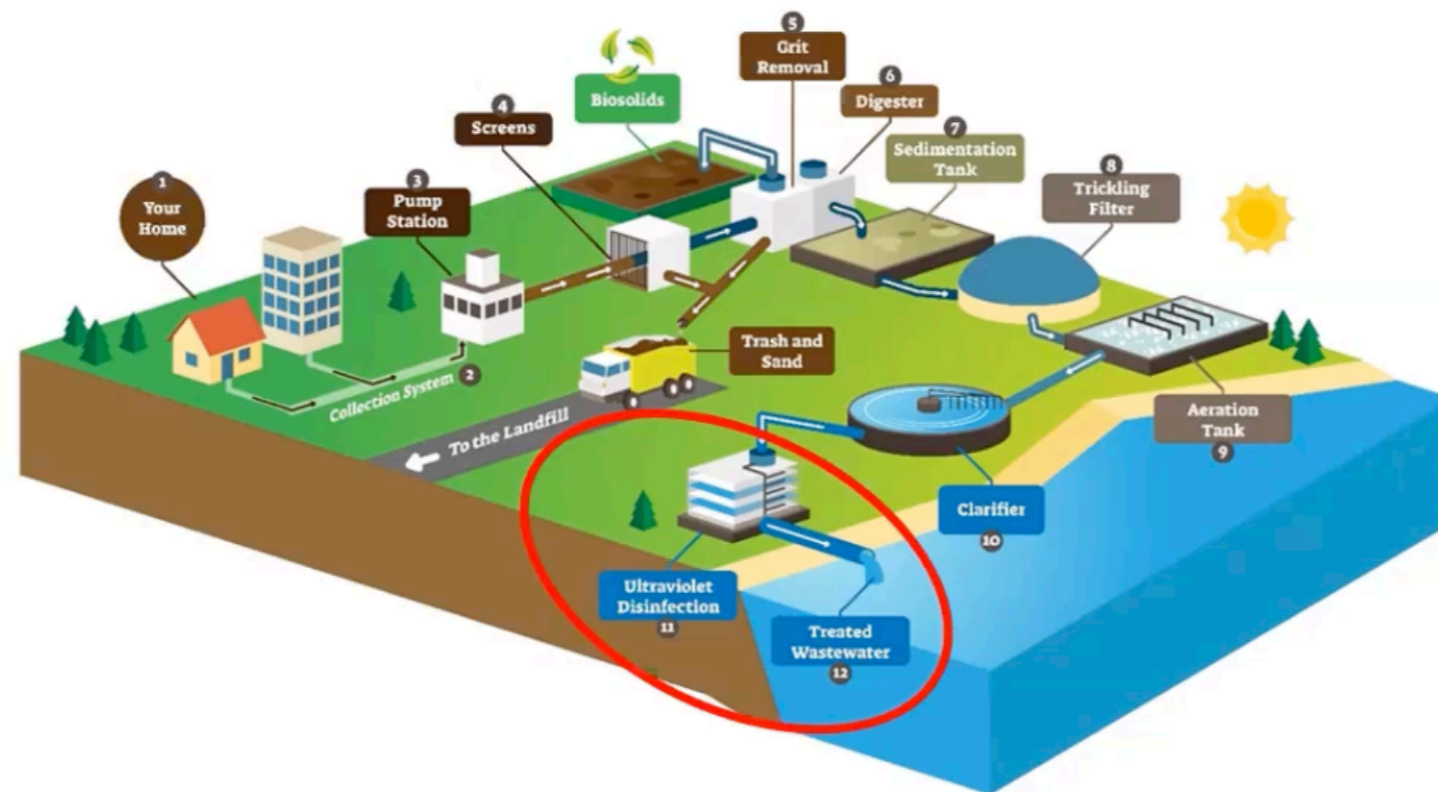 1
Your
Home
Collection System 2
3
Pump
Station
4
Screens
Biosolids
5
Grit
Removal
6
Digester
7
Sedimentation
Tank
8
Trickling
Filter
Trash and
Sand
To the Landfill
Aeration
Tank
9
Clarifier
10
Ultraviolet
Disinfection
11
Treated
Wastewater
12